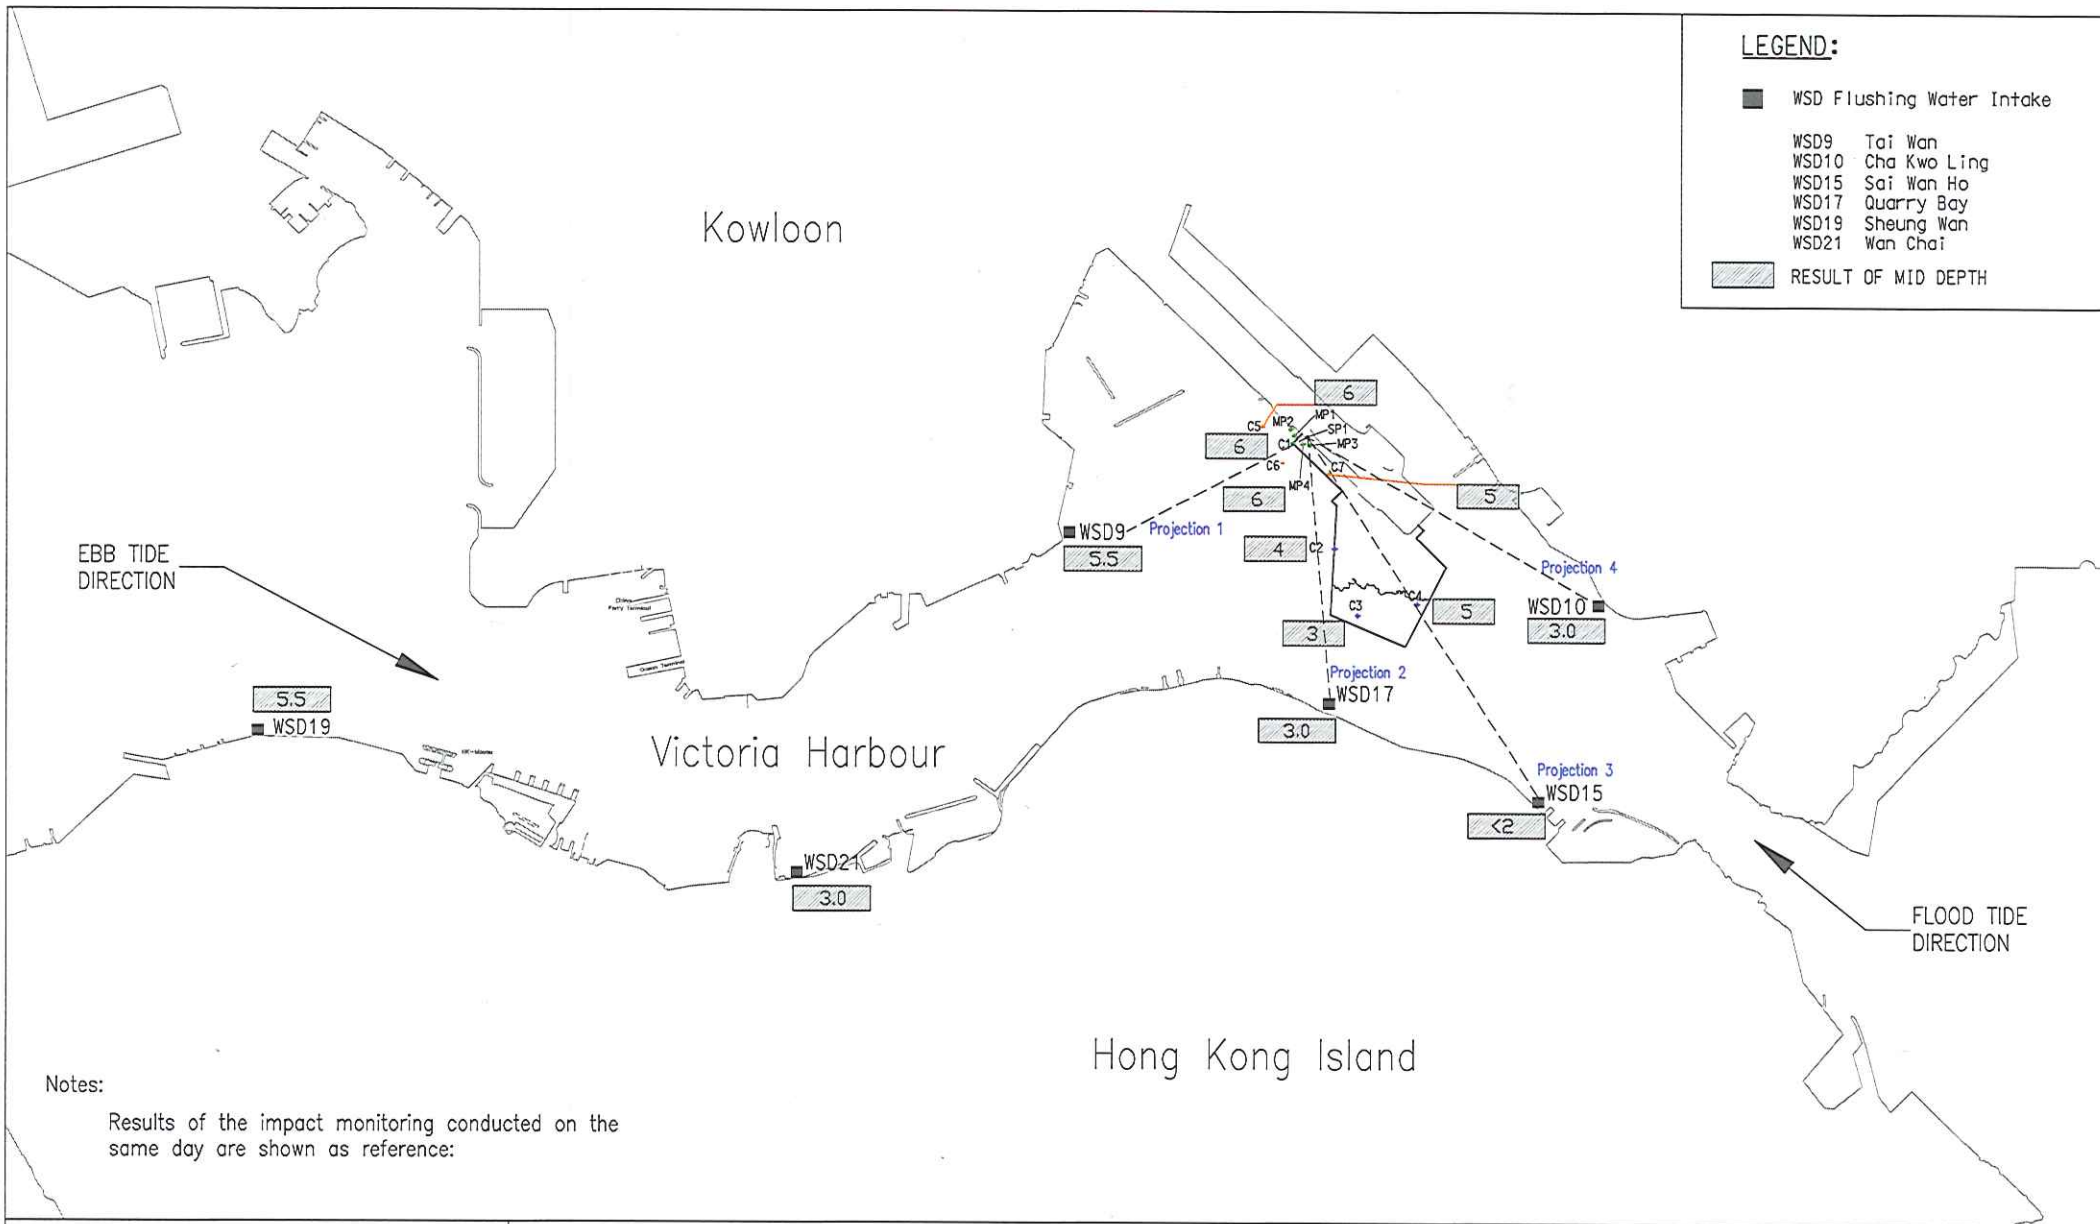 LEGEND:
WSD Flushing Water Intake
WSD9 Tai Wan
WSD10 Cha Kwo Ling
WSD15 Sai Wan Ho
WSD17 Quarry Bay
WSD19 Sheung Wan
WSD21 Wan Chai
RESULT OF MID DEPTH
Kowloon
6
MP1
MP2
C5
SP1
C1
MP3
6
C6
C7
MP4
6
5
WSD9
Projection 1
5.5
4
C2
EBB TIDE
DIRECTION
Projection 4
China
Ferry Terminal
C3
C4
5
WSD10
3.0
3
Ocean Terminal
Projection 2
WSD17
3.0
5.5
WSD19
Victoria Harbour
Projection 3
WSD15
<2
WSD21
3.0
FLOOD TIDE
DIRECTION
Hong Kong Island
Notes:
Results of the impact monitoring conducted on the
same day are shown as reference: